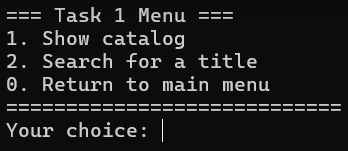 === Task 1 Menu ===
1. Show catalog
2. Search for a title
0. Return to main menu
============================
Your choice: